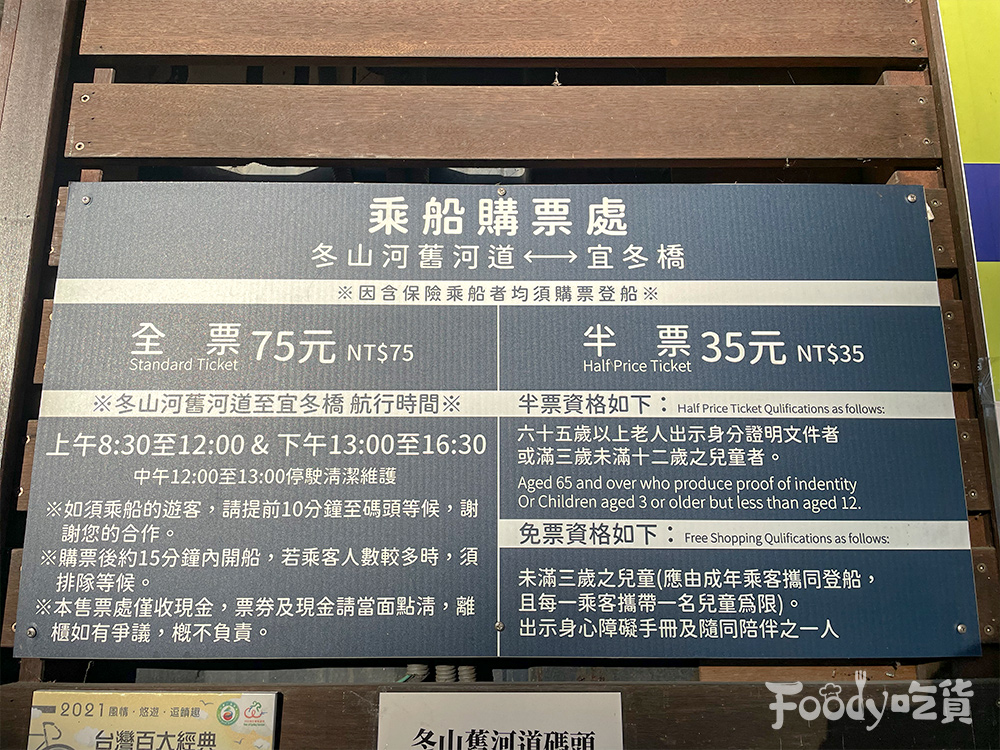 乘船購票處
冬山河舊河道⟷宜冬橋
※因含保險乘船者均須購票登船※
全 票 75元 NT$75
Standard Ticket
※冬山河舊河道至宜冬橋 航行時間※
上午8:30至12:00 & 下午13:00至16:30
中午12:00至13:00停駛清潔維護
※如須乘船的遊客，請提前10分鐘至碼頭等候，謝
謝您的合作。
※購票後約15分鐘內開船，若乘客人數較多時，須
排隊等候。
※本售票處僅收現金，票券及現金請當面點清，離
櫃如有爭議，概不負責。
半 票 35元 NT$35
Half Price Ticket
半票資格如下： Half Price Ticket Qulifications as follows:
六十五歲以上老人出示身分證明文件者
或滿三歲未滿十二歲之兒童者。
Aged 65 and over who produce proof of indentity
Or Children aged 3 or older but less than aged 12.
免票資格如下： Free Shopping Qulifications as follows:
未滿三歲之兒童(應由成年乘客攜同登船，
且每一乘客攜帶一名兒童為限)。
出示身心障礙手冊及隨同陪伴之一人
2021風情·悠遊·逗鎮趣
台灣百大經典
冬山舊河道碼頭
Foody吃貨